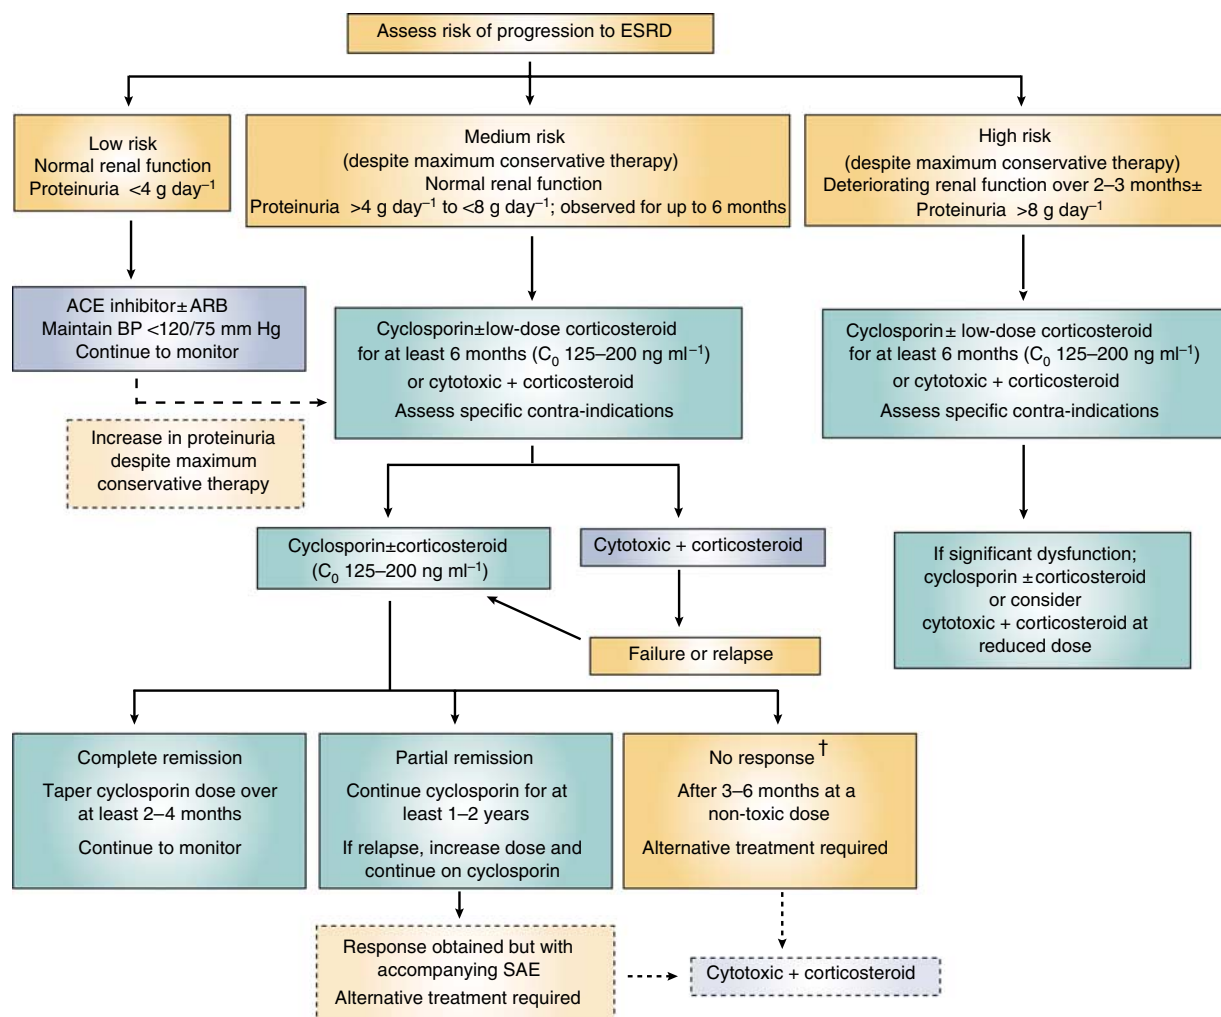 Assess risk of progression to ESRD
Low risk
Normal renal function
Proteinuria <4 g day⁻¹
Medium risk
(despite maximum conservative therapy)
Normal renal function
Proteinuria >4 g day⁻¹ to <8 g day⁻¹; observed for up to 6 months
High risk
(despite maximum conservative therapy)
Deteriorating renal function over 2–3 months±
Proteinuria >8 g day⁻¹
ACE inhibitor± ARB
Maintain BP <120/75 mm Hg
Continue to monitor
Cyclosporin±low-dose corticosteroid
for at least 6 months (C₀ 125–200 ng ml⁻¹)
or cytotoxic + corticosteroid
Assess specific contra-indications
Cyclosporin± low-dose corticosteroid
for at least 6 months (C₀ 125–200 ng ml⁻¹)
or cytotoxic + corticosteroid
Assess specific contra-indications
Increase in proteinuria
despite maximum
conservative therapy
Cyclosporin±corticosteroid
(C₀ 125–200 ng ml⁻¹)
Cytotoxic + corticosteroid
If significant dysfunction;
cyclosporin ±corticosteroid
or consider
cytotoxic + corticosteroid at
reduced dose
Failure or relapse
Complete remission
Taper cyclosporin dose over
at least 2–4 months
Continue to monitor
Partial remission
Continue cyclosporin for at
least 1–2 years
If relapse, increase dose and
continue on cyclosporin
No response†
After 3–6 months at a
non-toxic dose
Alternative treatment required
Response obtained but with
accompanying SAE
Alternative treatment required
Cytotoxic + corticosteroid